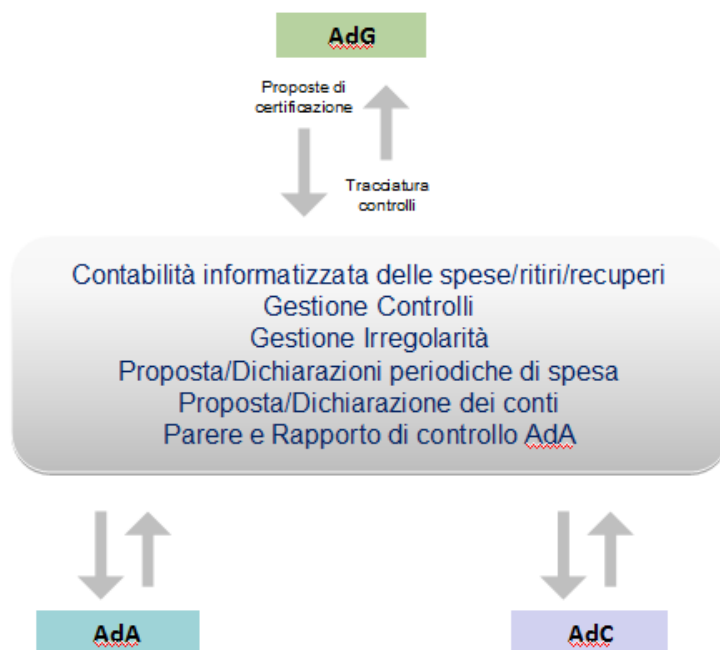 AdG
Proposte di
certificazione
Tracciatura
controlli
Contabilità informatizzata delle spese/ritiri/recuperi
Gestione Controlli
Gestione Irregolarità
Proposta/Dichiarazioni periodiche di spesa
Proposta/Dichiarazione dei conti
Parere e Rapporto di controllo AdA
AdA
AdC